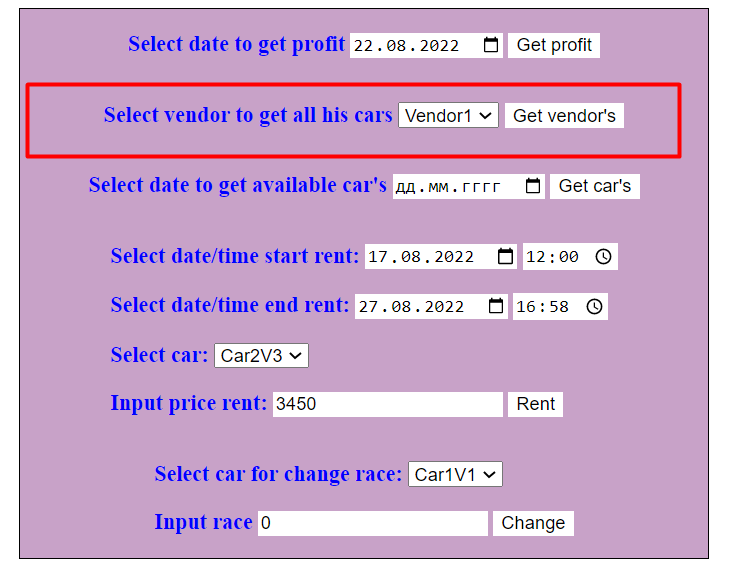 Select date to get profit 22.08.2022 Get profit
Select vendor to get all his cars Vendor1 Get vendor's
Select date to get available car's дд.мм.гггг Get car's
Select date/time start rent: 17.08.2022 12:00
Select date/time end rent: 27.08.2022 16:58
Select car: Car2V3
Input price rent: 3450 Rent
Select car for change race: Car1V1
Input race 0 Change